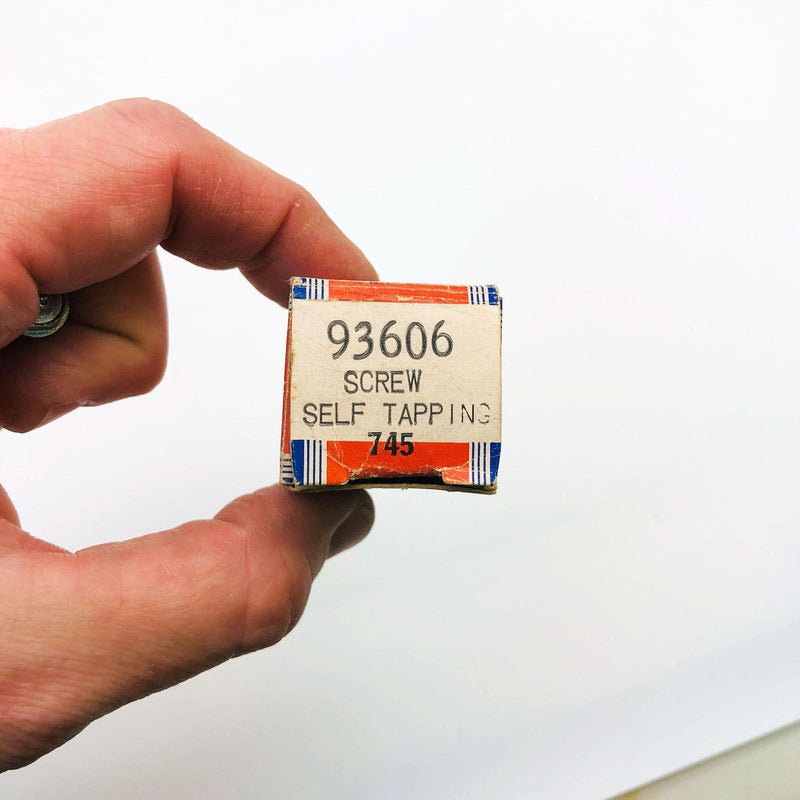 93606
SCREW
SELF TAPPING
745